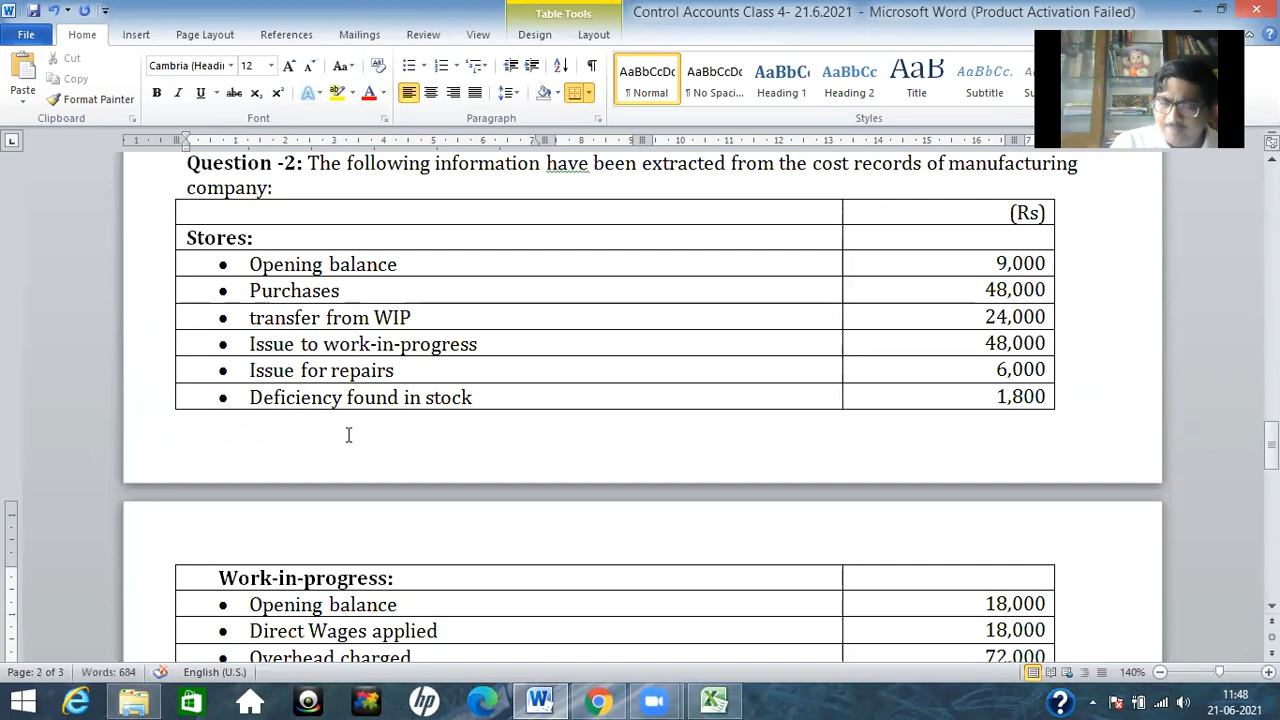 Control Accounts Class 4- 21.6.2021 - Microsoft Word (Product Activation Failed)
Table Tools
File Home Insert Page Layout References Mailings Review View Design Layout
Cut
Copy
Format Painter
Paste
Clipboard
Cambria (Headi 12
Font
Paragraph
AaBbCcDc AaBbCcDc AaBbC AaBbCc AaB AaBbCcL
¶ Normal ¶ No Spaci... Heading 1 Heading 2 Title Subtitle
Styles
Question -2: The following information have been extracted from the cost records of manufacturing
company:
(Rs)
Stores:
• Opening balance 9,000
• Purchases 48,000
• transfer from WIP 24,000
• Issue to work-in-progress 48,000
• Issue for repairs 6,000
• Deficiency found in stock 1,800
Work-in-progress:
• Opening balance 18,000
• Direct Wages applied 18,000
• Overhead charged 72,000
Page: 2 of 3 Words: 684 English (U.S.) 140%
11:48
21-06-2021